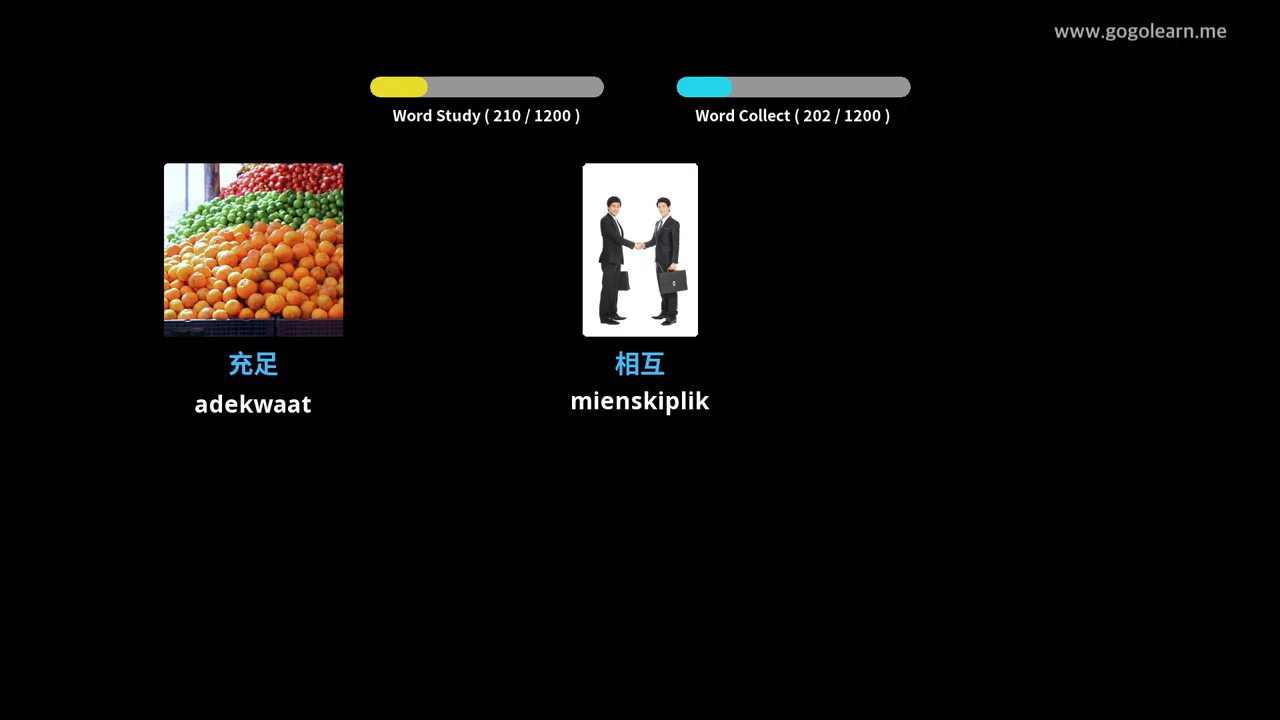 www.gogolearn.me
Word Study ( 210 / 1200 )
Word Collect ( 202 / 1200 )
充足
adekwaat
相互
mienskiplik